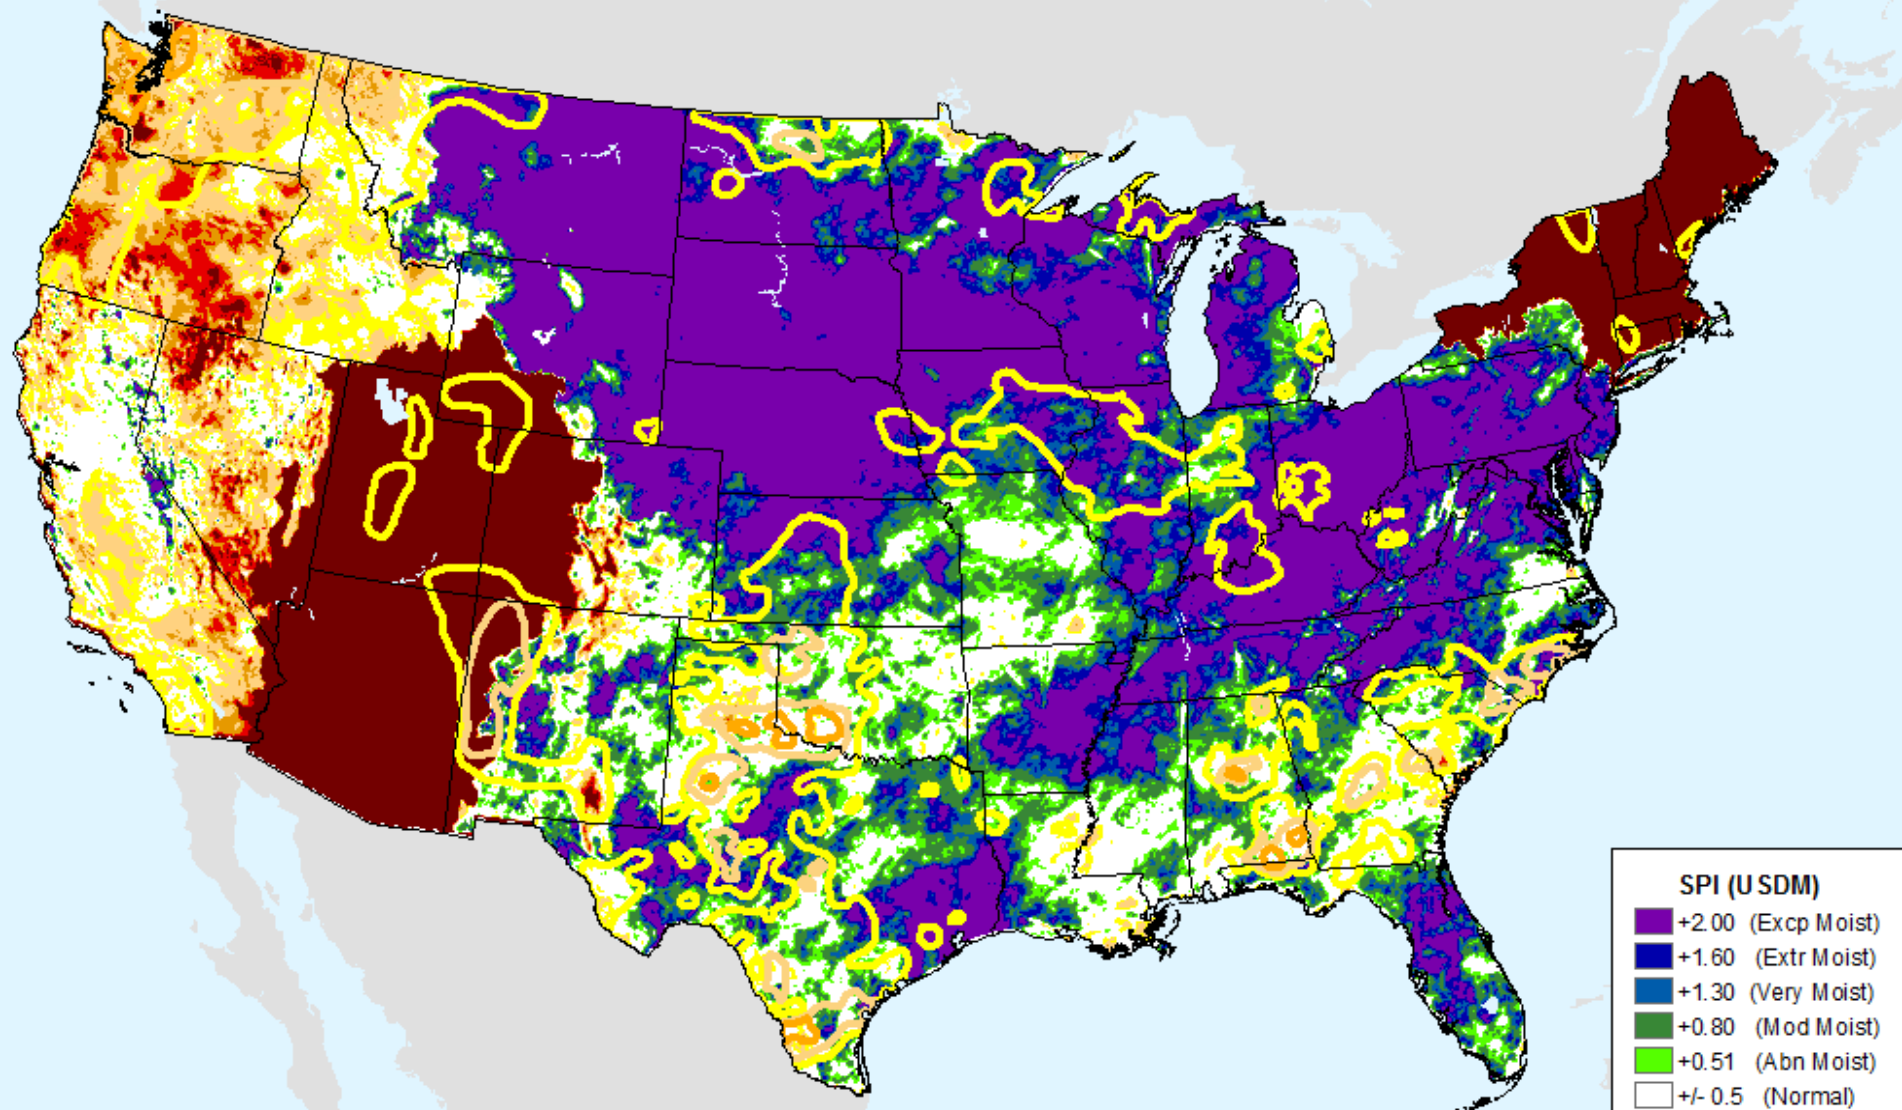 SPI (USDM)
+2.00 (Excp Moist)
+1.60 (Extr Moist)
+1.30 (Very Moist)
+0.80 (Mod Moist)
+0.51 (Abn Moist)
+/- 0.5 (Normal)